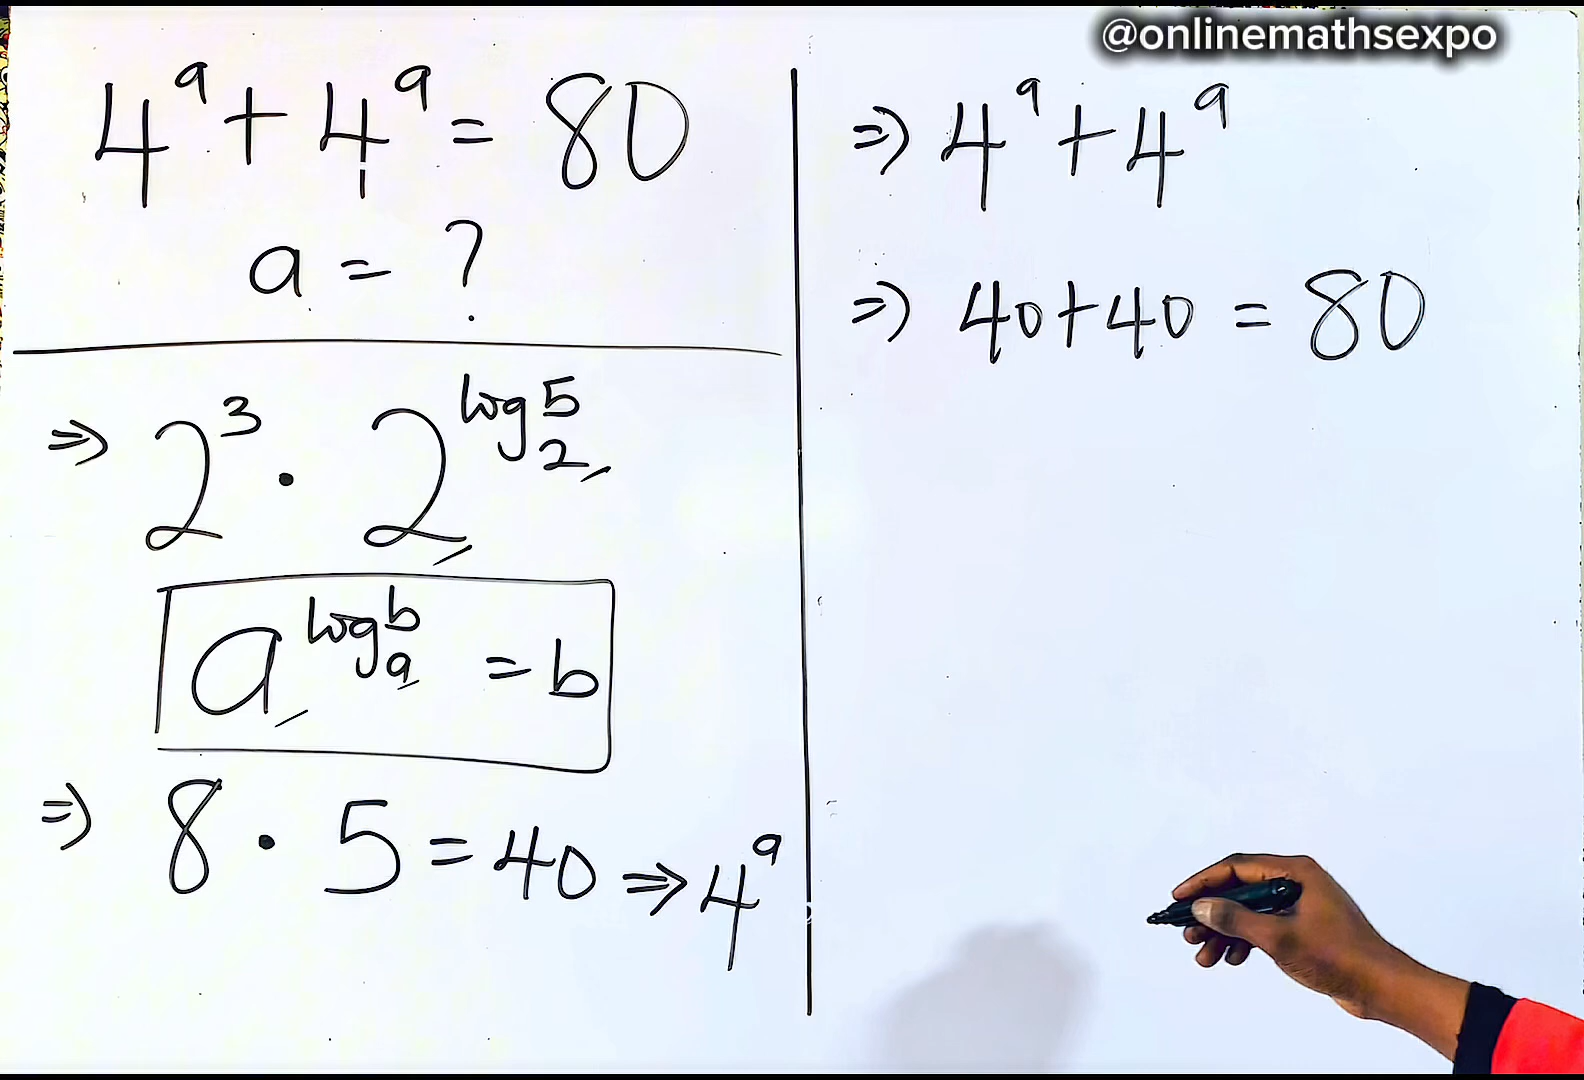 @onlinemathsexpo
4^a + 4^a = 80
a = ?
⇒ 2^3 · 2^{log_2 5}
a^{log_a b} = b
⇒ 8 · 5 = 40 ⇒ 4^a
⇒ 4^a + 4^a
⇒ 40 + 40 = 80